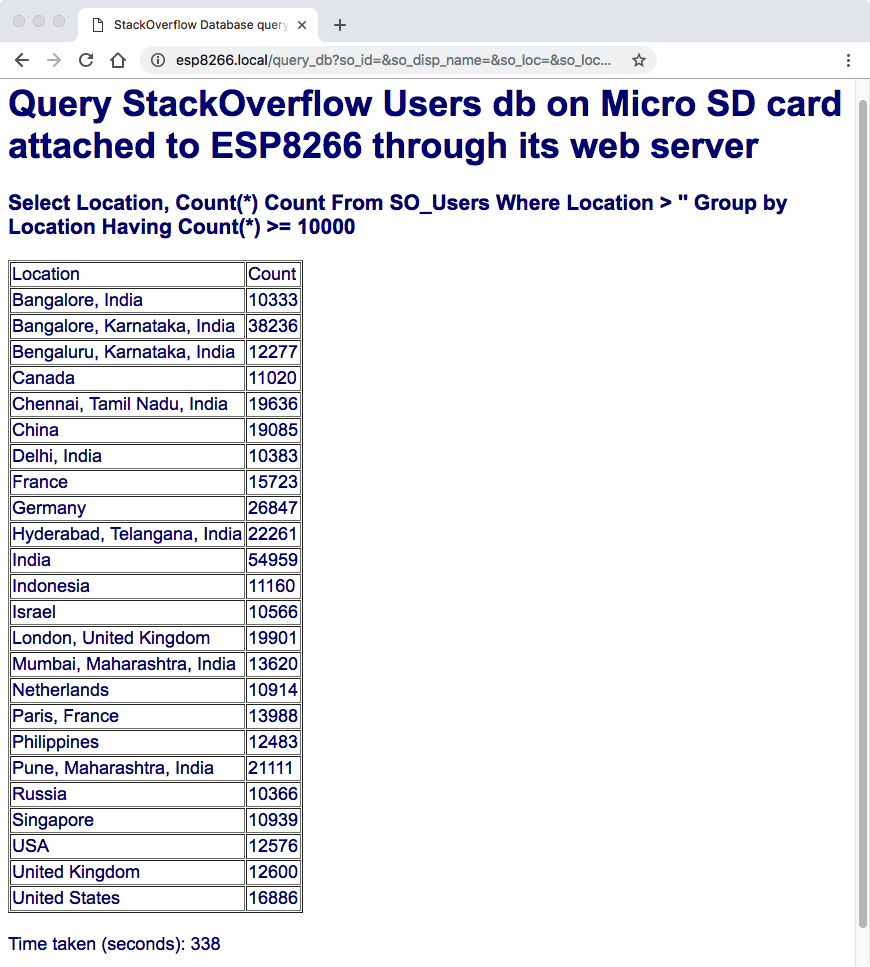 StackOverflow Database query
esp8266.local/query_db?so_id=&so_disp_name=&so_loc=&so_loc...
Query StackOverflow Users db on Micro SD card
attached to ESP8266 through its web server
Select Location, Count(*) Count From SO_Users Where Location > '' Group by
Location Having Count(*) >= 10000
Location Count
Bangalore, India 10333
Bangalore, Karnataka, India 38236
Bengaluru, Karnataka, India 12277
Canada 11020
Chennai, Tamil Nadu, India 19636
China 19085
Delhi, India 10383
France 15723
Germany 26847
Hyderabad, Telangana, India 22261
India 54959
Indonesia 11160
Israel 10566
London, United Kingdom 19901
Mumbai, Maharashtra, India 13620
Netherlands 10914
Paris, France 13988
Philippines 12483
Pune, Maharashtra, India 21111
Russia 10366
Singapore 10939
USA 12576
United Kingdom 12600
United States 16886
Time taken (seconds): 338